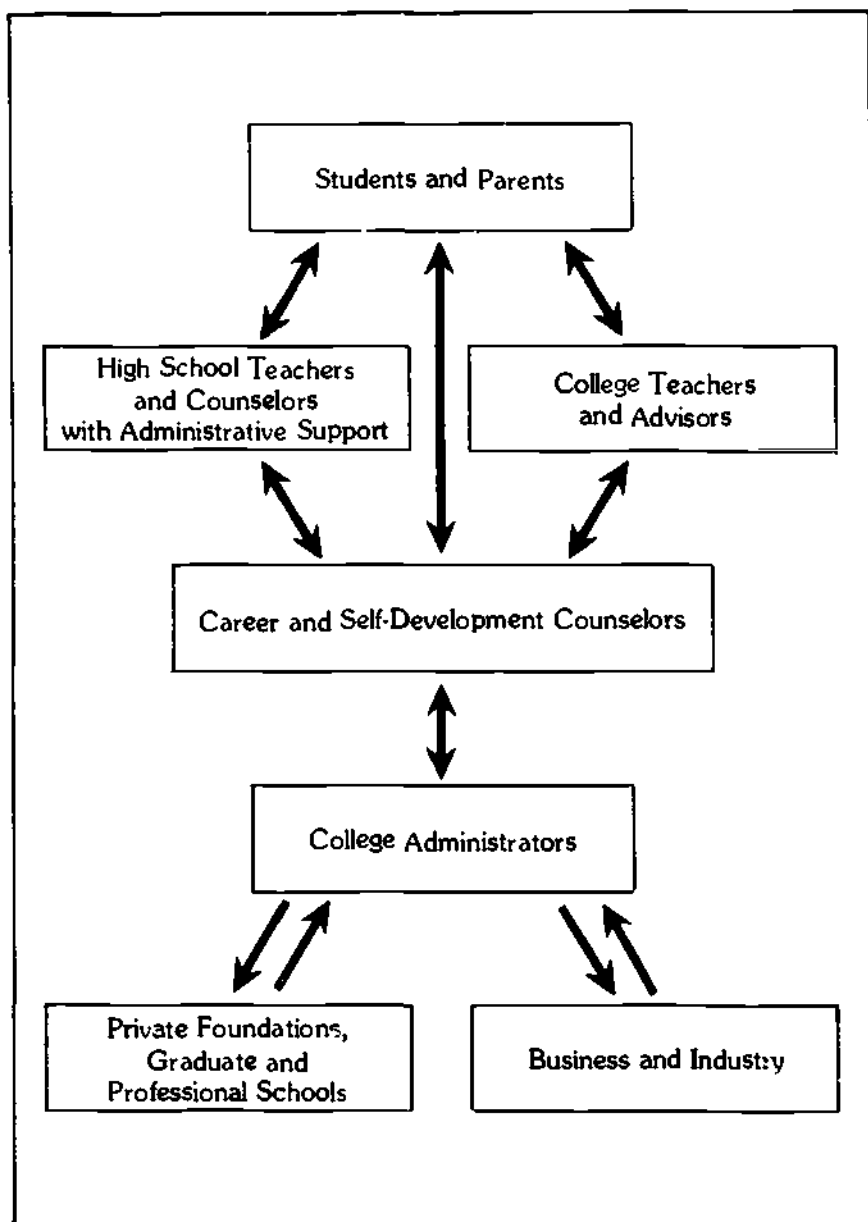 Students and Parents
High School Teachers
and Counselors
with Administrative Support
College Teachers
and Advisors
Career and Self-Development Counselors
College Administrators
Private Foundations,
Graduate and
Professional Schools
Business and Industry